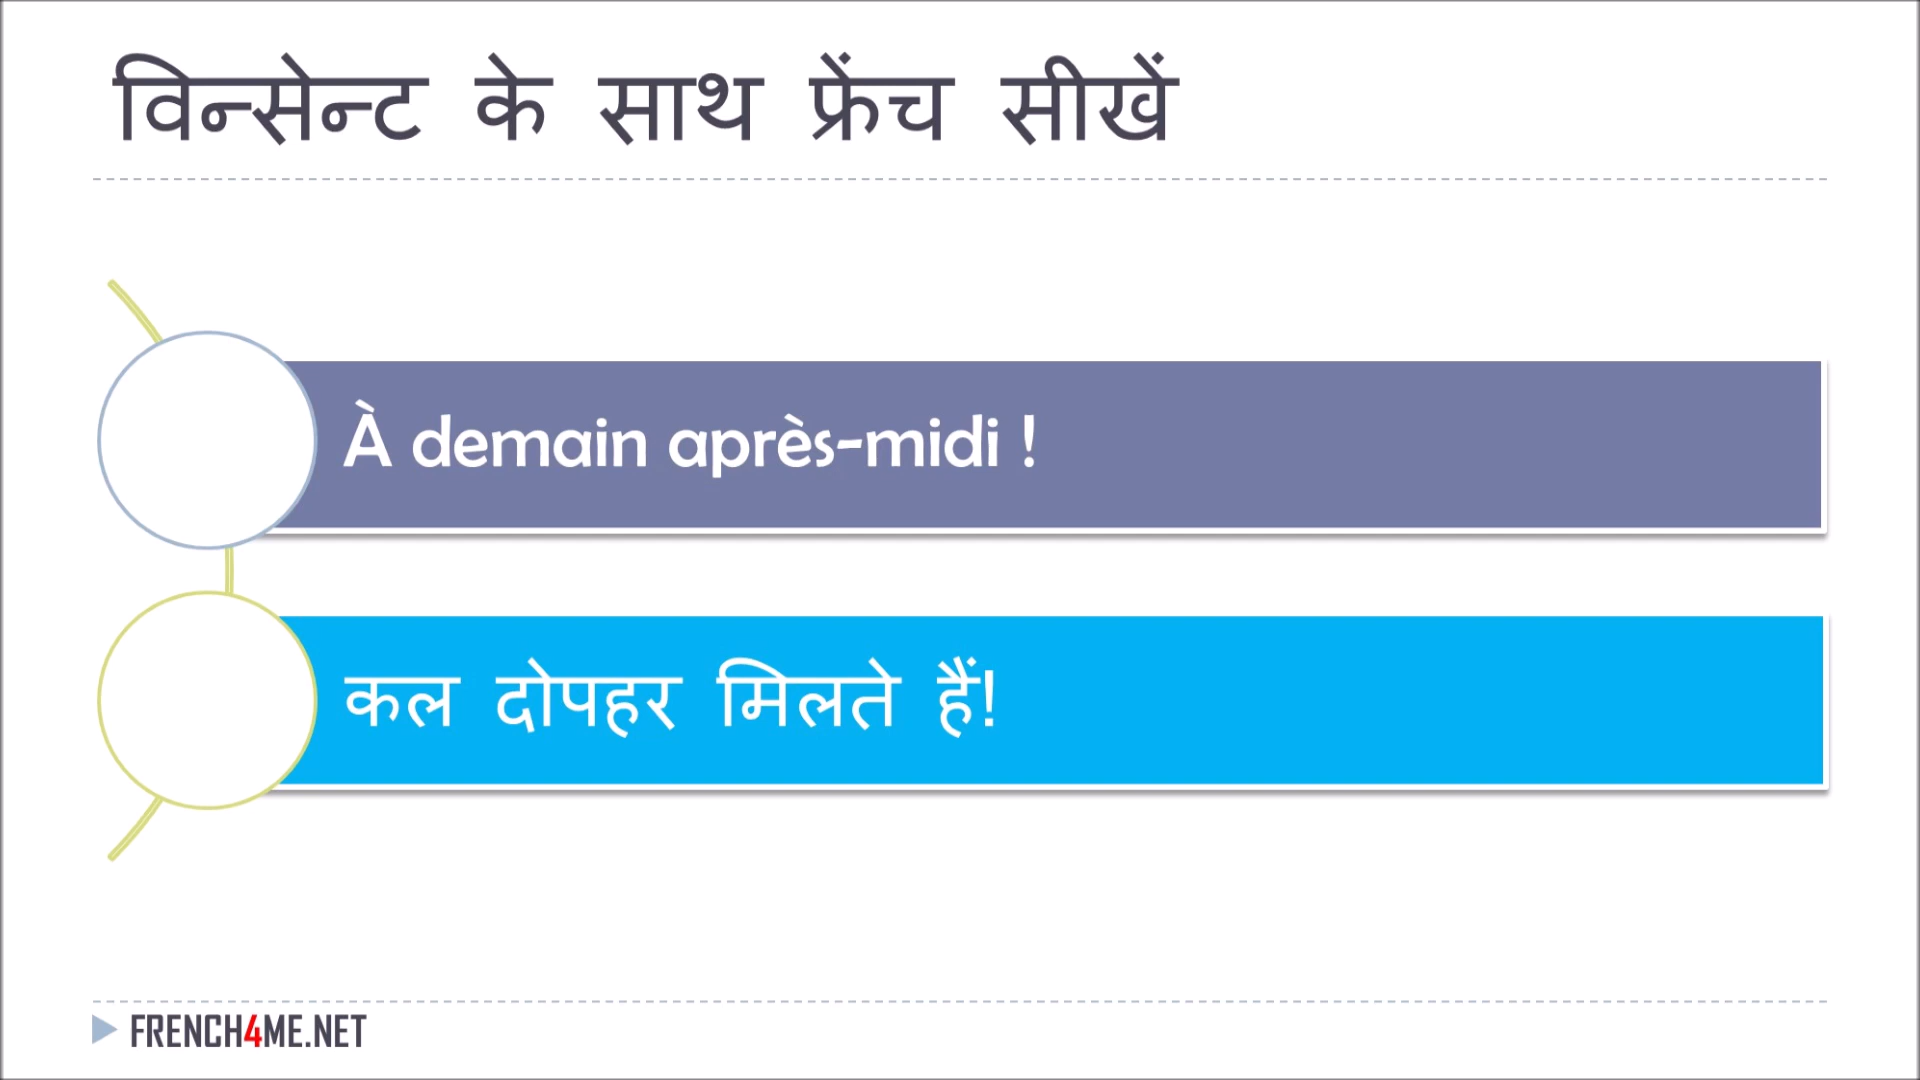 विन्सेन्ट के साथ फ्रेंच सीखें
À demain après-midi !
कल दोपहर मिलते हैं!
FRENCH4ME.NET